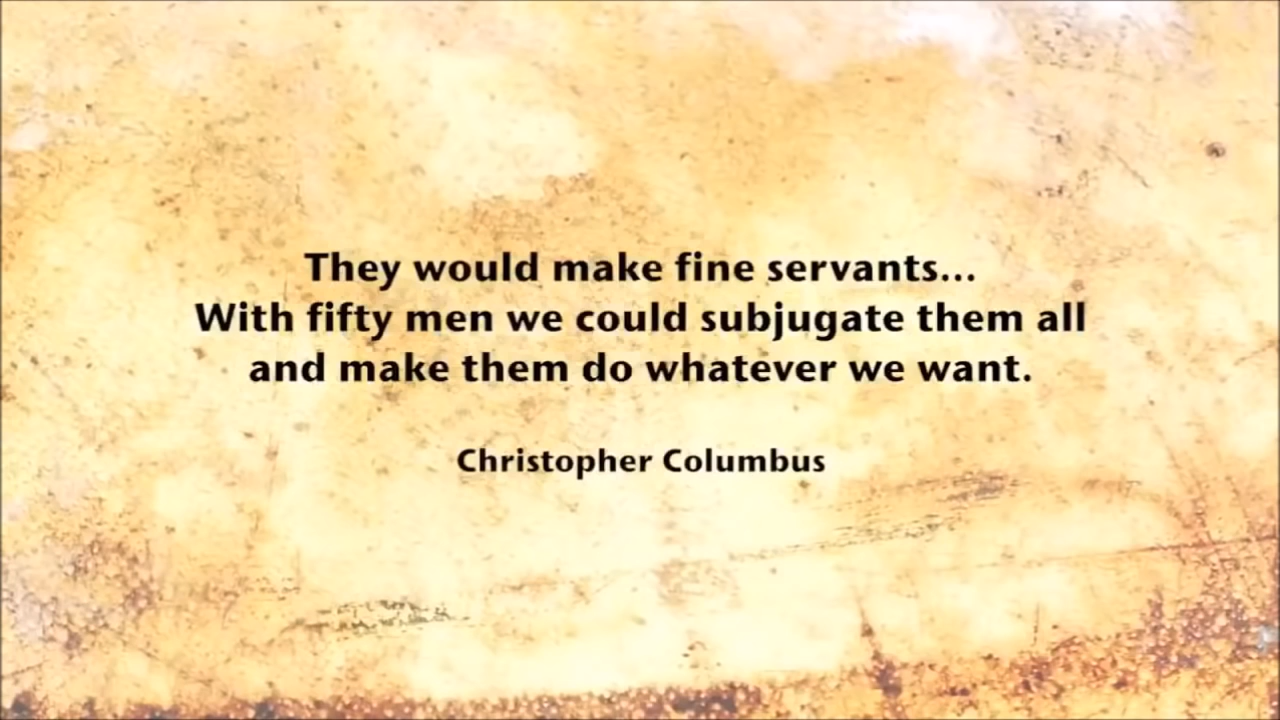 They would make fine servants...
With fifty men we could subjugate them all
and make them do whatever we want.
Christopher Columbus